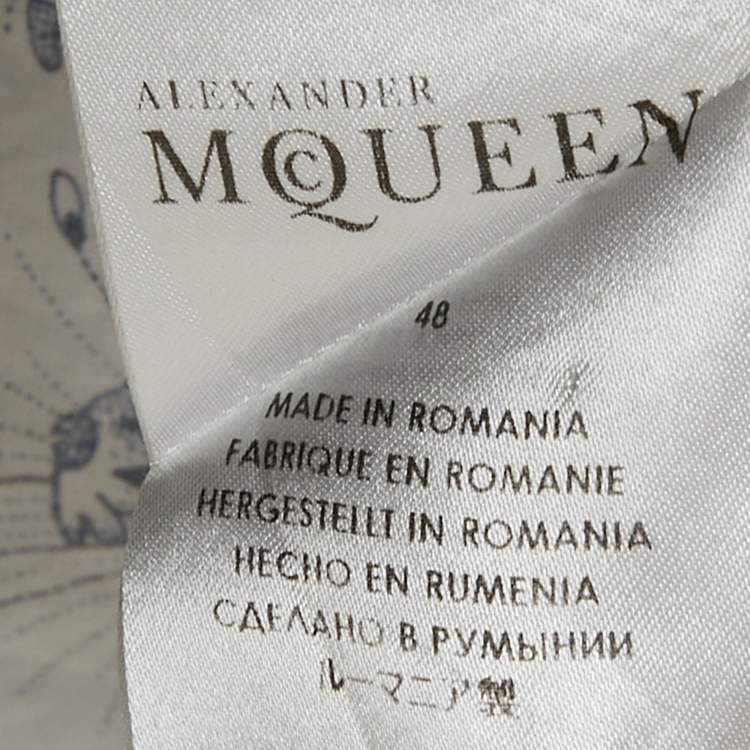 ALEXANDER
McQUEEN
48
MADE IN ROMANIA
FABRIQUE EN ROMANIE
HERGESTELLT IN ROMANIA
HECHO EN RUMENIA
СДЕЛАНО В РУМЫНИИ
ルーマニア製